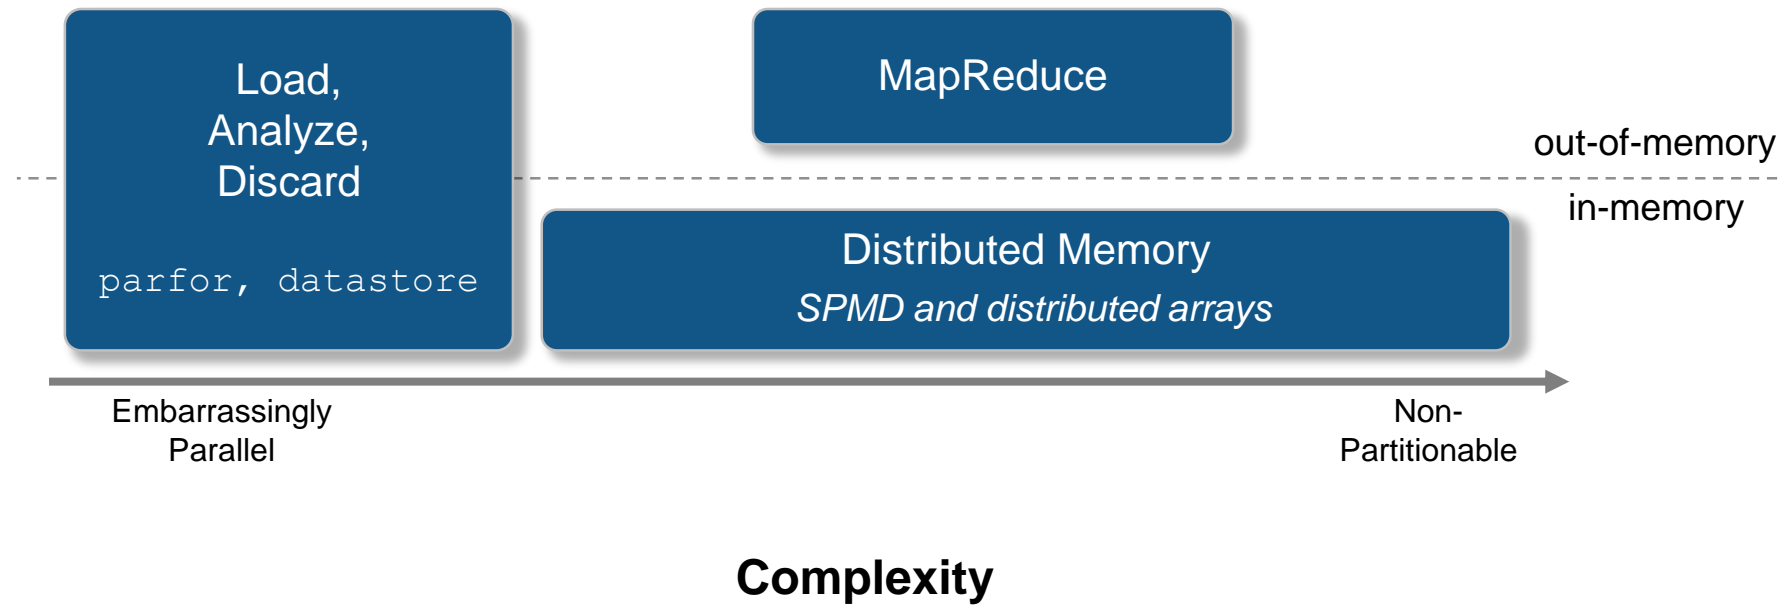 Load,
Analyze,
Discard
parfor, datastore
MapReduce
out-of-memory
in-memory
Distributed Memory
SPMD and distributed arrays
Embarrassingly
Parallel
Non-
Partitionable
Complexity